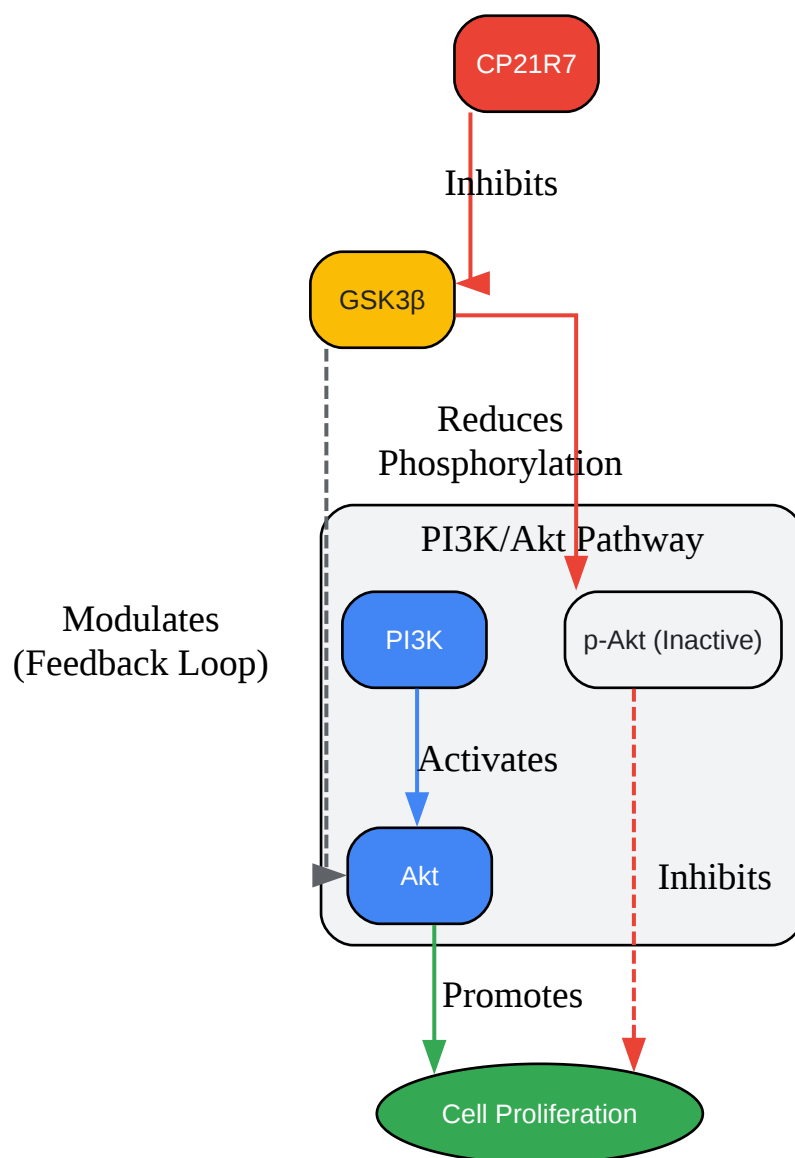 CP21R7
Inhibits
GSK3β
Reduces
Phosphorylation
PI3K/Akt Pathway
Modulates
(Feedback Loop)
PI3K
p-Akt (Inactive)
Activates
Akt
Inhibits
Promotes
Cell Proliferation